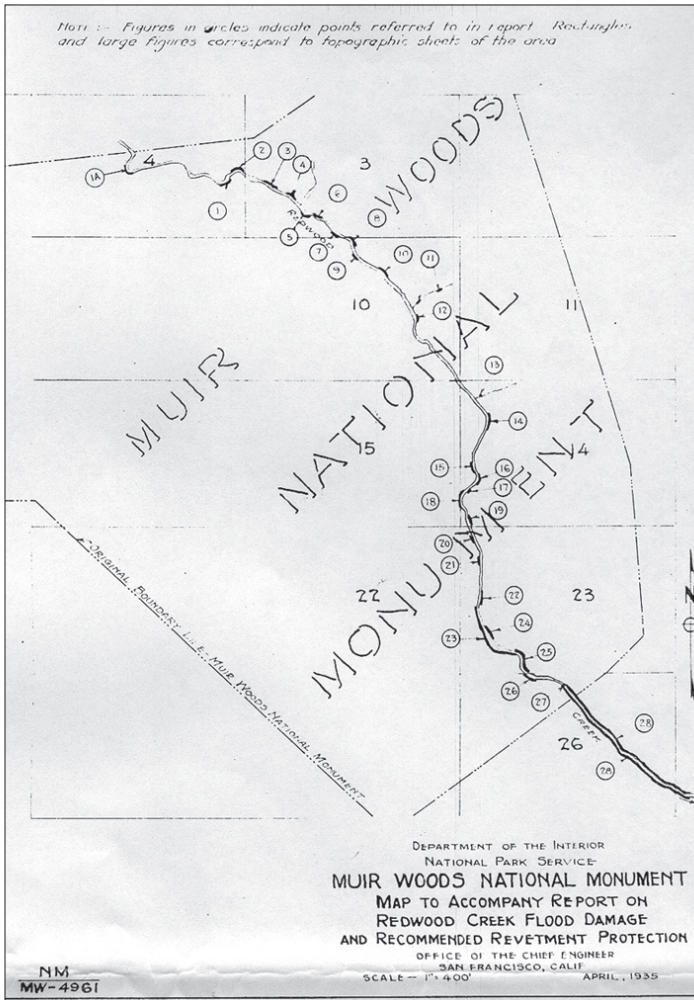 NOTE :- Figures in circles indicate points referred to in report Rectangles
and large figures correspond to topographic sheets of the area
WOODS
4
3
2
3
4
1A
6
1
8
REDWOOD
5
7
9
10
11
10
11
12
NATIONAL
MUIR
13
14
15
14
15
16
17
18
19
MONUMENT
20
21
22
22
23
24
23
25
26
27
CREEK
28
26
28
ORIGINAL BOUNDARY LINE - MUIR WOODS NATIONAL MONUMENT
N
DEPARTMENT OF THE INTERIOR
NATIONAL PARK SERVICE
MUIR WOODS NATIONAL MONUMENT
MAP TO ACCOMPANY REPORT ON
REDWOOD CREEK FLOOD DAMAGE
AND RECOMMENDED REVETMENT PROTECTION
OFFICE OF THE CHIEF ENGINEER
SAN FRANCISCO, CALIF
SCALE - 1"= 400' APRIL, 1935
NM
MW-4961